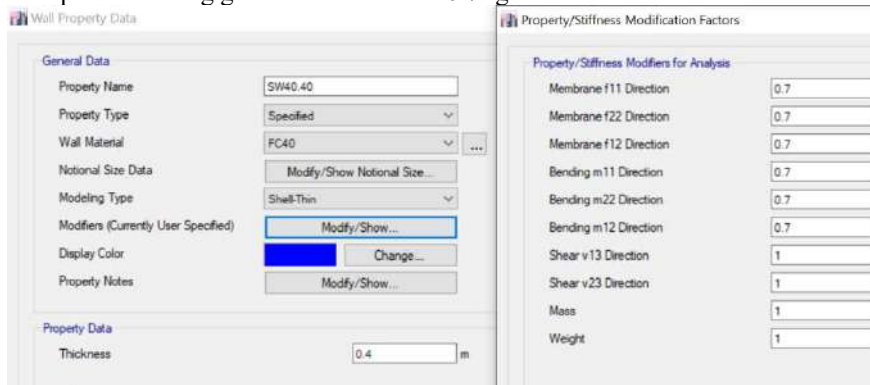 Wall Property Data
General Data
Property Name SW40.40
Property Type Specified
Wall Material FC40 ...
Notional Size Data Modify/Show Notional Size...
Modeling Type Shell-Thin
Modifiers (Currently User Specified) Modify/Show...
Display Color Change...
Property Notes Modify/Show...
Property Data
Thickness 0.4 m
Property/Stiffness Modification Factors
Property/Stiffness Modifiers for Analysis
Membrane f11 Direction 0.7
Membrane f22 Direction 0.7
Membrane f12 Direction 0.7
Bending m11 Direction 0.7
Bending m22 Direction 0.7
Bending m12 Direction 0.7
Shear v13 Direction 1
Shear v23 Direction 1
Mass 1
Weight 1